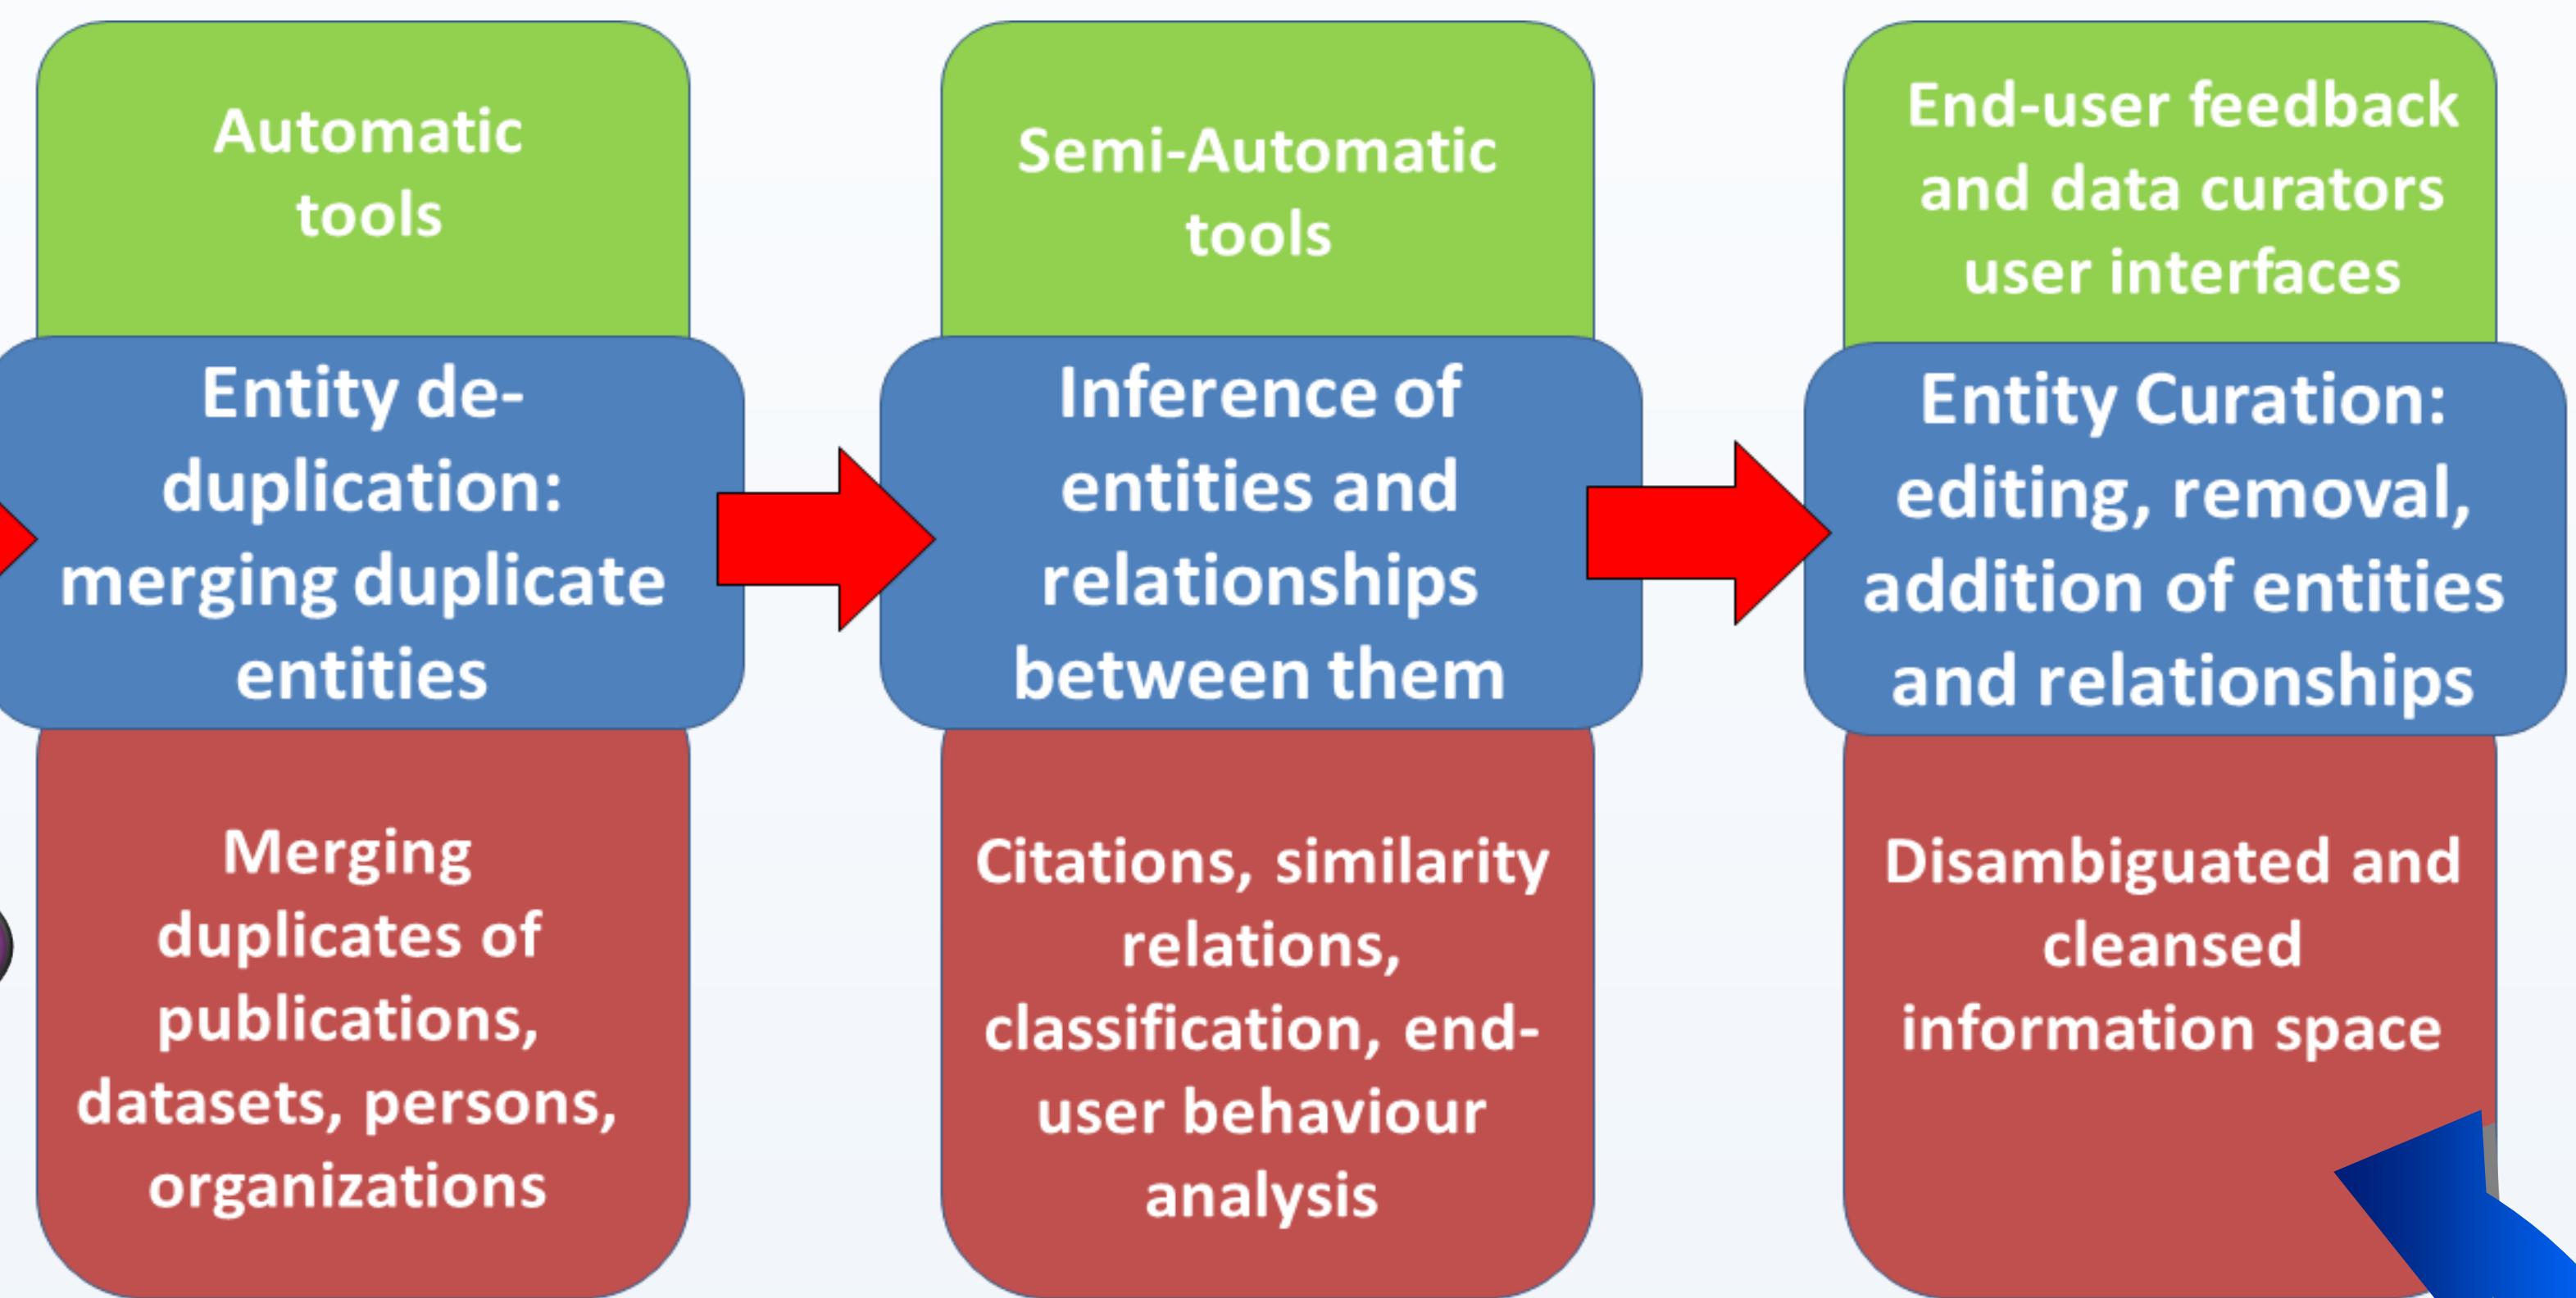 Automatic
tools
Entity de-
duplication:
merging duplicate
entities
Merging
duplicates of
publications,
datasets, persons,
organizations
Semi-Automatic
tools
Inference of
entities and
relationships
between them
Citations, similarity
relations,
classification, end-
user behaviour
analysis
End-user feedback
and data curators
user interfaces
Entity Curation:
editing, removal,
addition of entities
and relationships
Disambiguated and
cleansed
information space